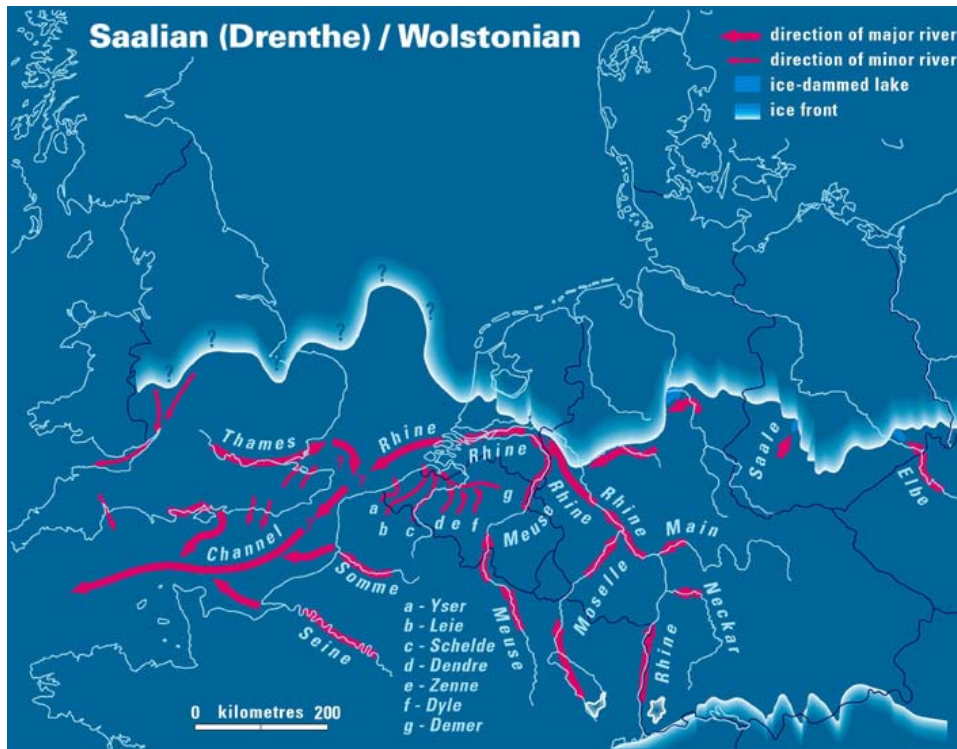 Saalian (Drenthe) / Wolstonian
direction of major river
direction of minor river
ice-dammed lake
ice front
?
?
?
?
?
?
Thames
Rhine
Rhine
Saale
Elbe
a
b
c
d e f
g
Meuse
Rhine
Rhine
Main
Channel
Somme
Moselle
Neckar
Seine
Meuse
Rhine
a - Yser
b - Leie
c - Schelde
d - Dendre
e - Zenne
f - Dyle
g - Demer
0 kilometres 200